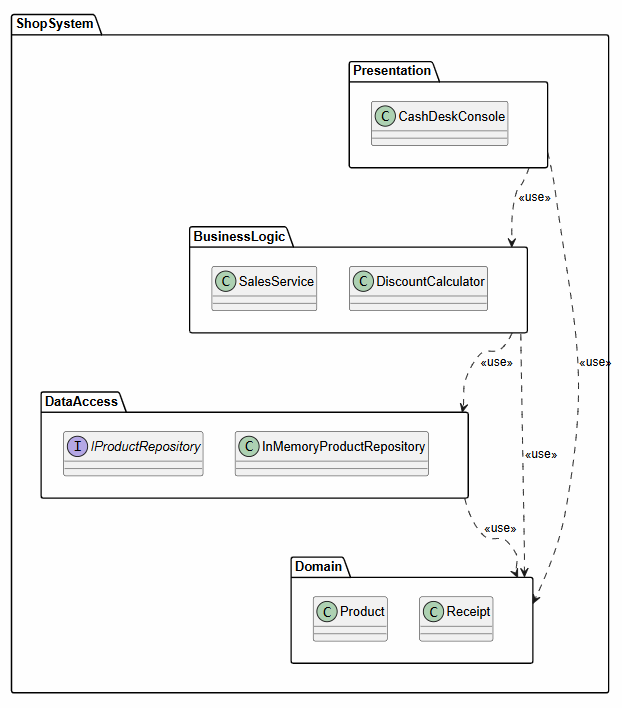 ShopSystem
Presentation
C CashDeskConsole
«use»
BusinessLogic
C SalesService
C DiscountCalculator
«use»
«use»
DataAccess
I IProductRepository
C InMemoryProductRepository
«use»
«use»
Domain
C Product
C Receipt